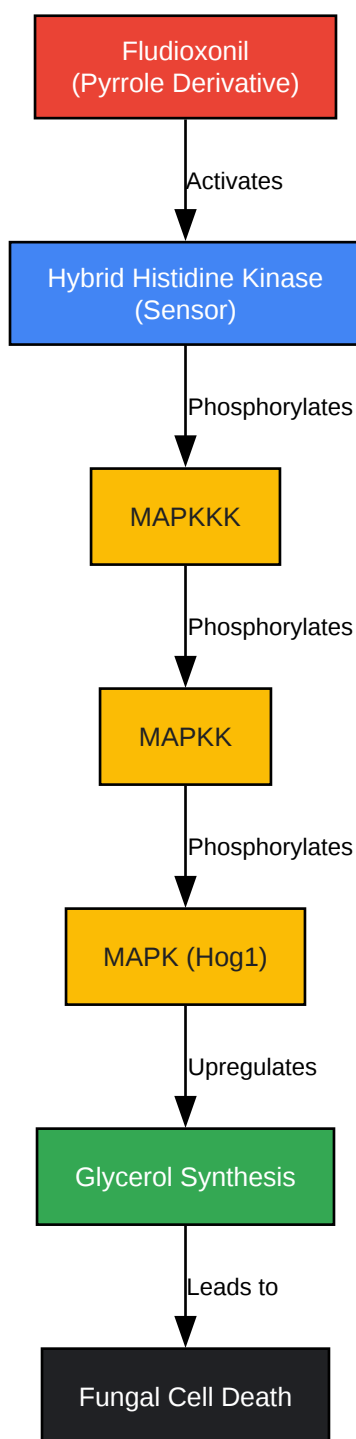 Fludioxonil
(Pyrrole Derivative)
Activates
Hybrid Histidine Kinase
(Sensor)
Phosphorylates
MAPKKK
Phosphorylates
MAPKK
Phosphorylates
MAPK (Hog1)
Upregulates
Glycerol Synthesis
Leads to
Fungal Cell Death